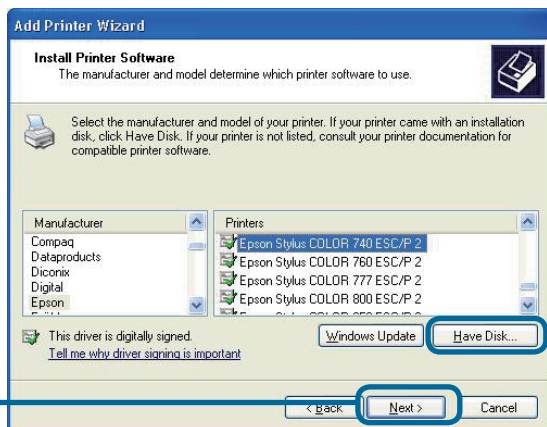 Add Printer Wizard
Install Printer Software
The manufacturer and model determine which printer software to use.
Select the manufacturer and model of your printer. If your printer came with an installation
disk, click Have Disk. If your printer is not listed, consult your printer documentation for
compatible printer software.
Manufacturer
Compaq
Dataproducts
Diconix
Digital
Epson
Printers
Epson Stylus COLOR 740 ESC/P 2
Epson Stylus COLOR 760 ESC/P 2
Epson Stylus COLOR 777 ESC/P 2
Epson Stylus COLOR 800 ESC/P 2
This driver is digitally signed.
Tell me why driver signing is important
Windows Update
Have Disk...
< Back
Next >
Cancel